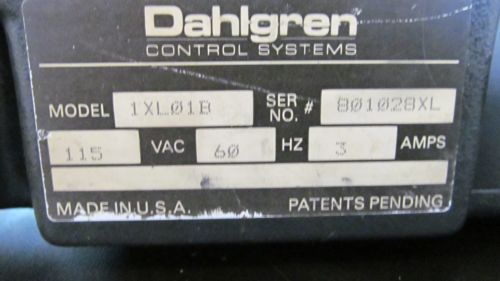 Dahlgren
CONTROL SYSTEMS
MODEL 1XL01B SER NO. # 801028XL
115 VAC 60 HZ 3 AMPS
MADE IN U.S.A. PATENTS PENDING